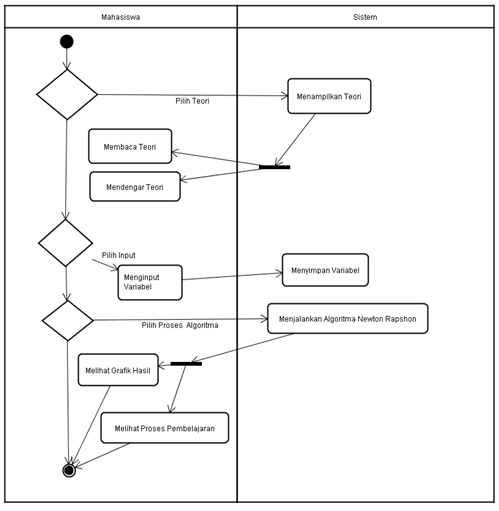 Mahasiswa
Sistem
Pilih Teori
Menampilkan Teori
Membaca Teori
Mendengar Teori
Pilih Input
Menginput
Variabel
Menyimpan Variabel
Pilih Proses Algoritma
Menjalankan Algoritma Newton Rapshon
Melihat Grafik Hasil
Melihat Proses Pembelajaran